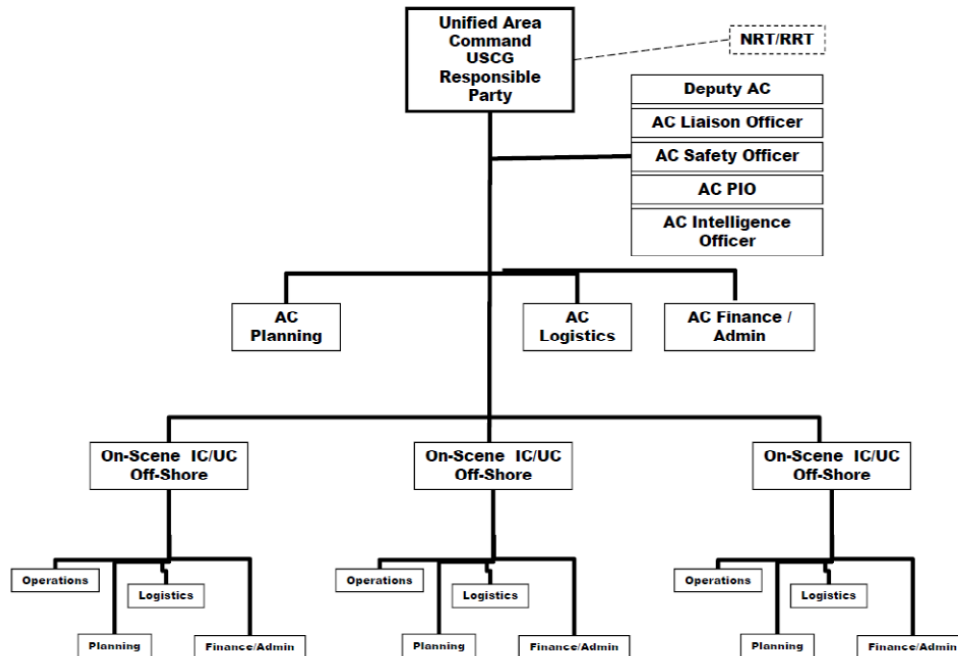 Unified Area
Command
USCG
Responsible
Party
NRT/RRT
Deputy AC
AC Liaison Officer
AC Safety Officer
AC PIO
AC Intelligence
Officer
AC
Planning
AC
Logistics
AC Finance /
Admin
On-Scene IC/UC
Off-Shore
On-Scene IC/UC
Off-Shore
On-Scene IC/UC
Off-Shore
Operations
Logistics
Planning
Finance/Admin
Operations
Logistics
Planning
Finance/Admin
Operations
Logistics
Planning
Finance/Admin